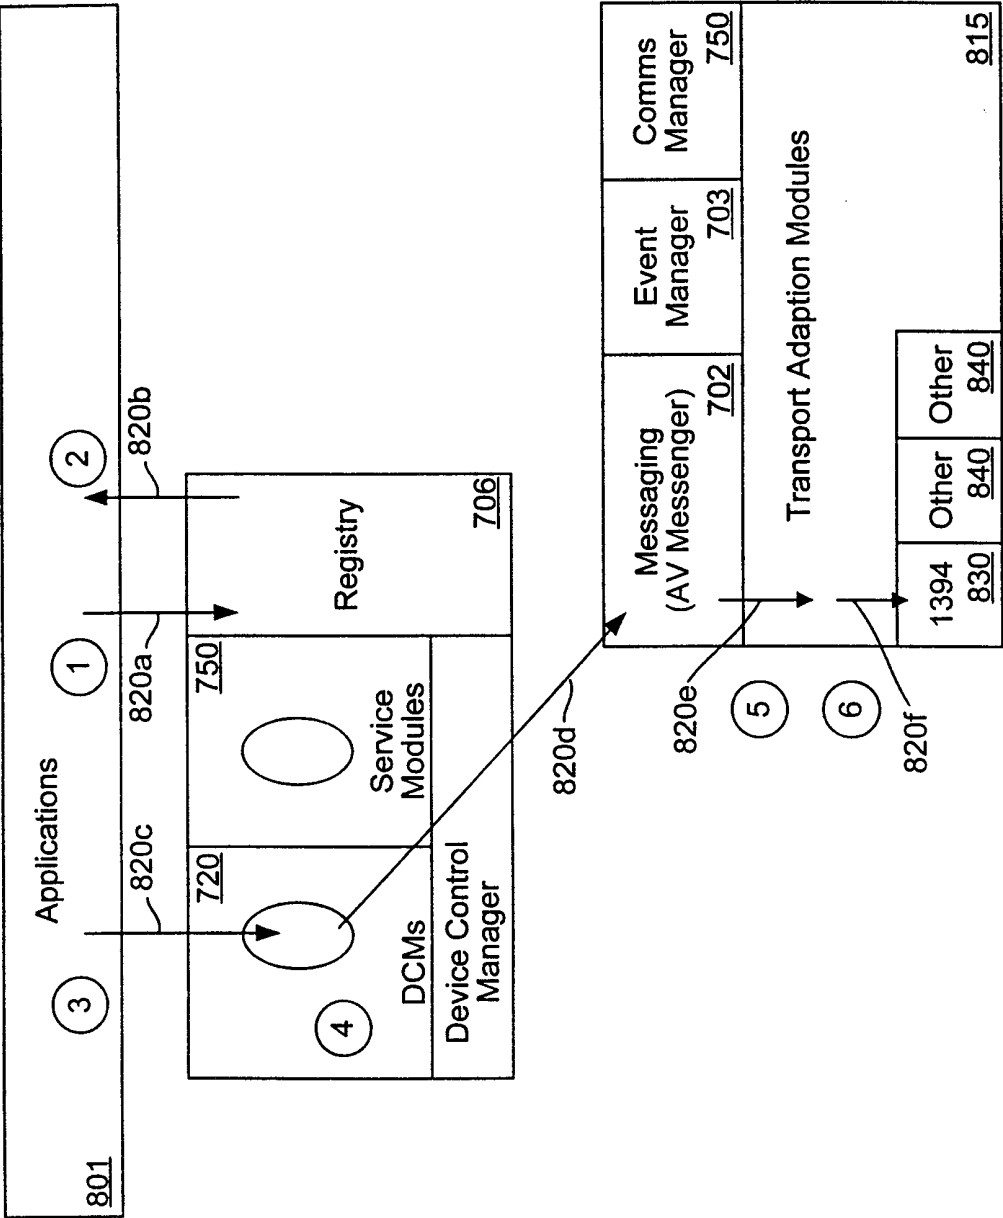 801
Applications
3
820c
1
820a
2
820b
720
DCMs
4
750
Service
Modules
Registry
706
Device Control
Manager
820d
Messaging
(AV Messenger)
702
Event
Manager
703
Comms
Manager
750
820e
5
6
820f
Transport Adaption Modules
815
1394
830
Other
840
Other
840